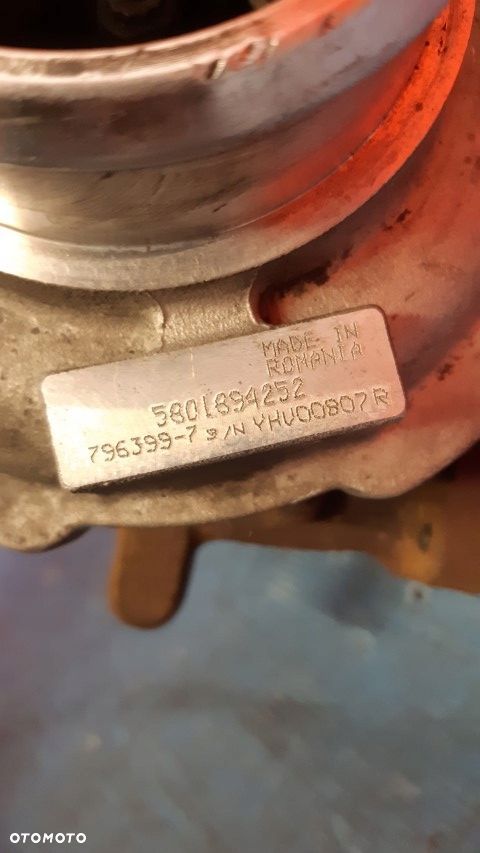 MADE IN
ROMANIA
5801894252
796399-7 S/N YHV00807R
OTOMOTO